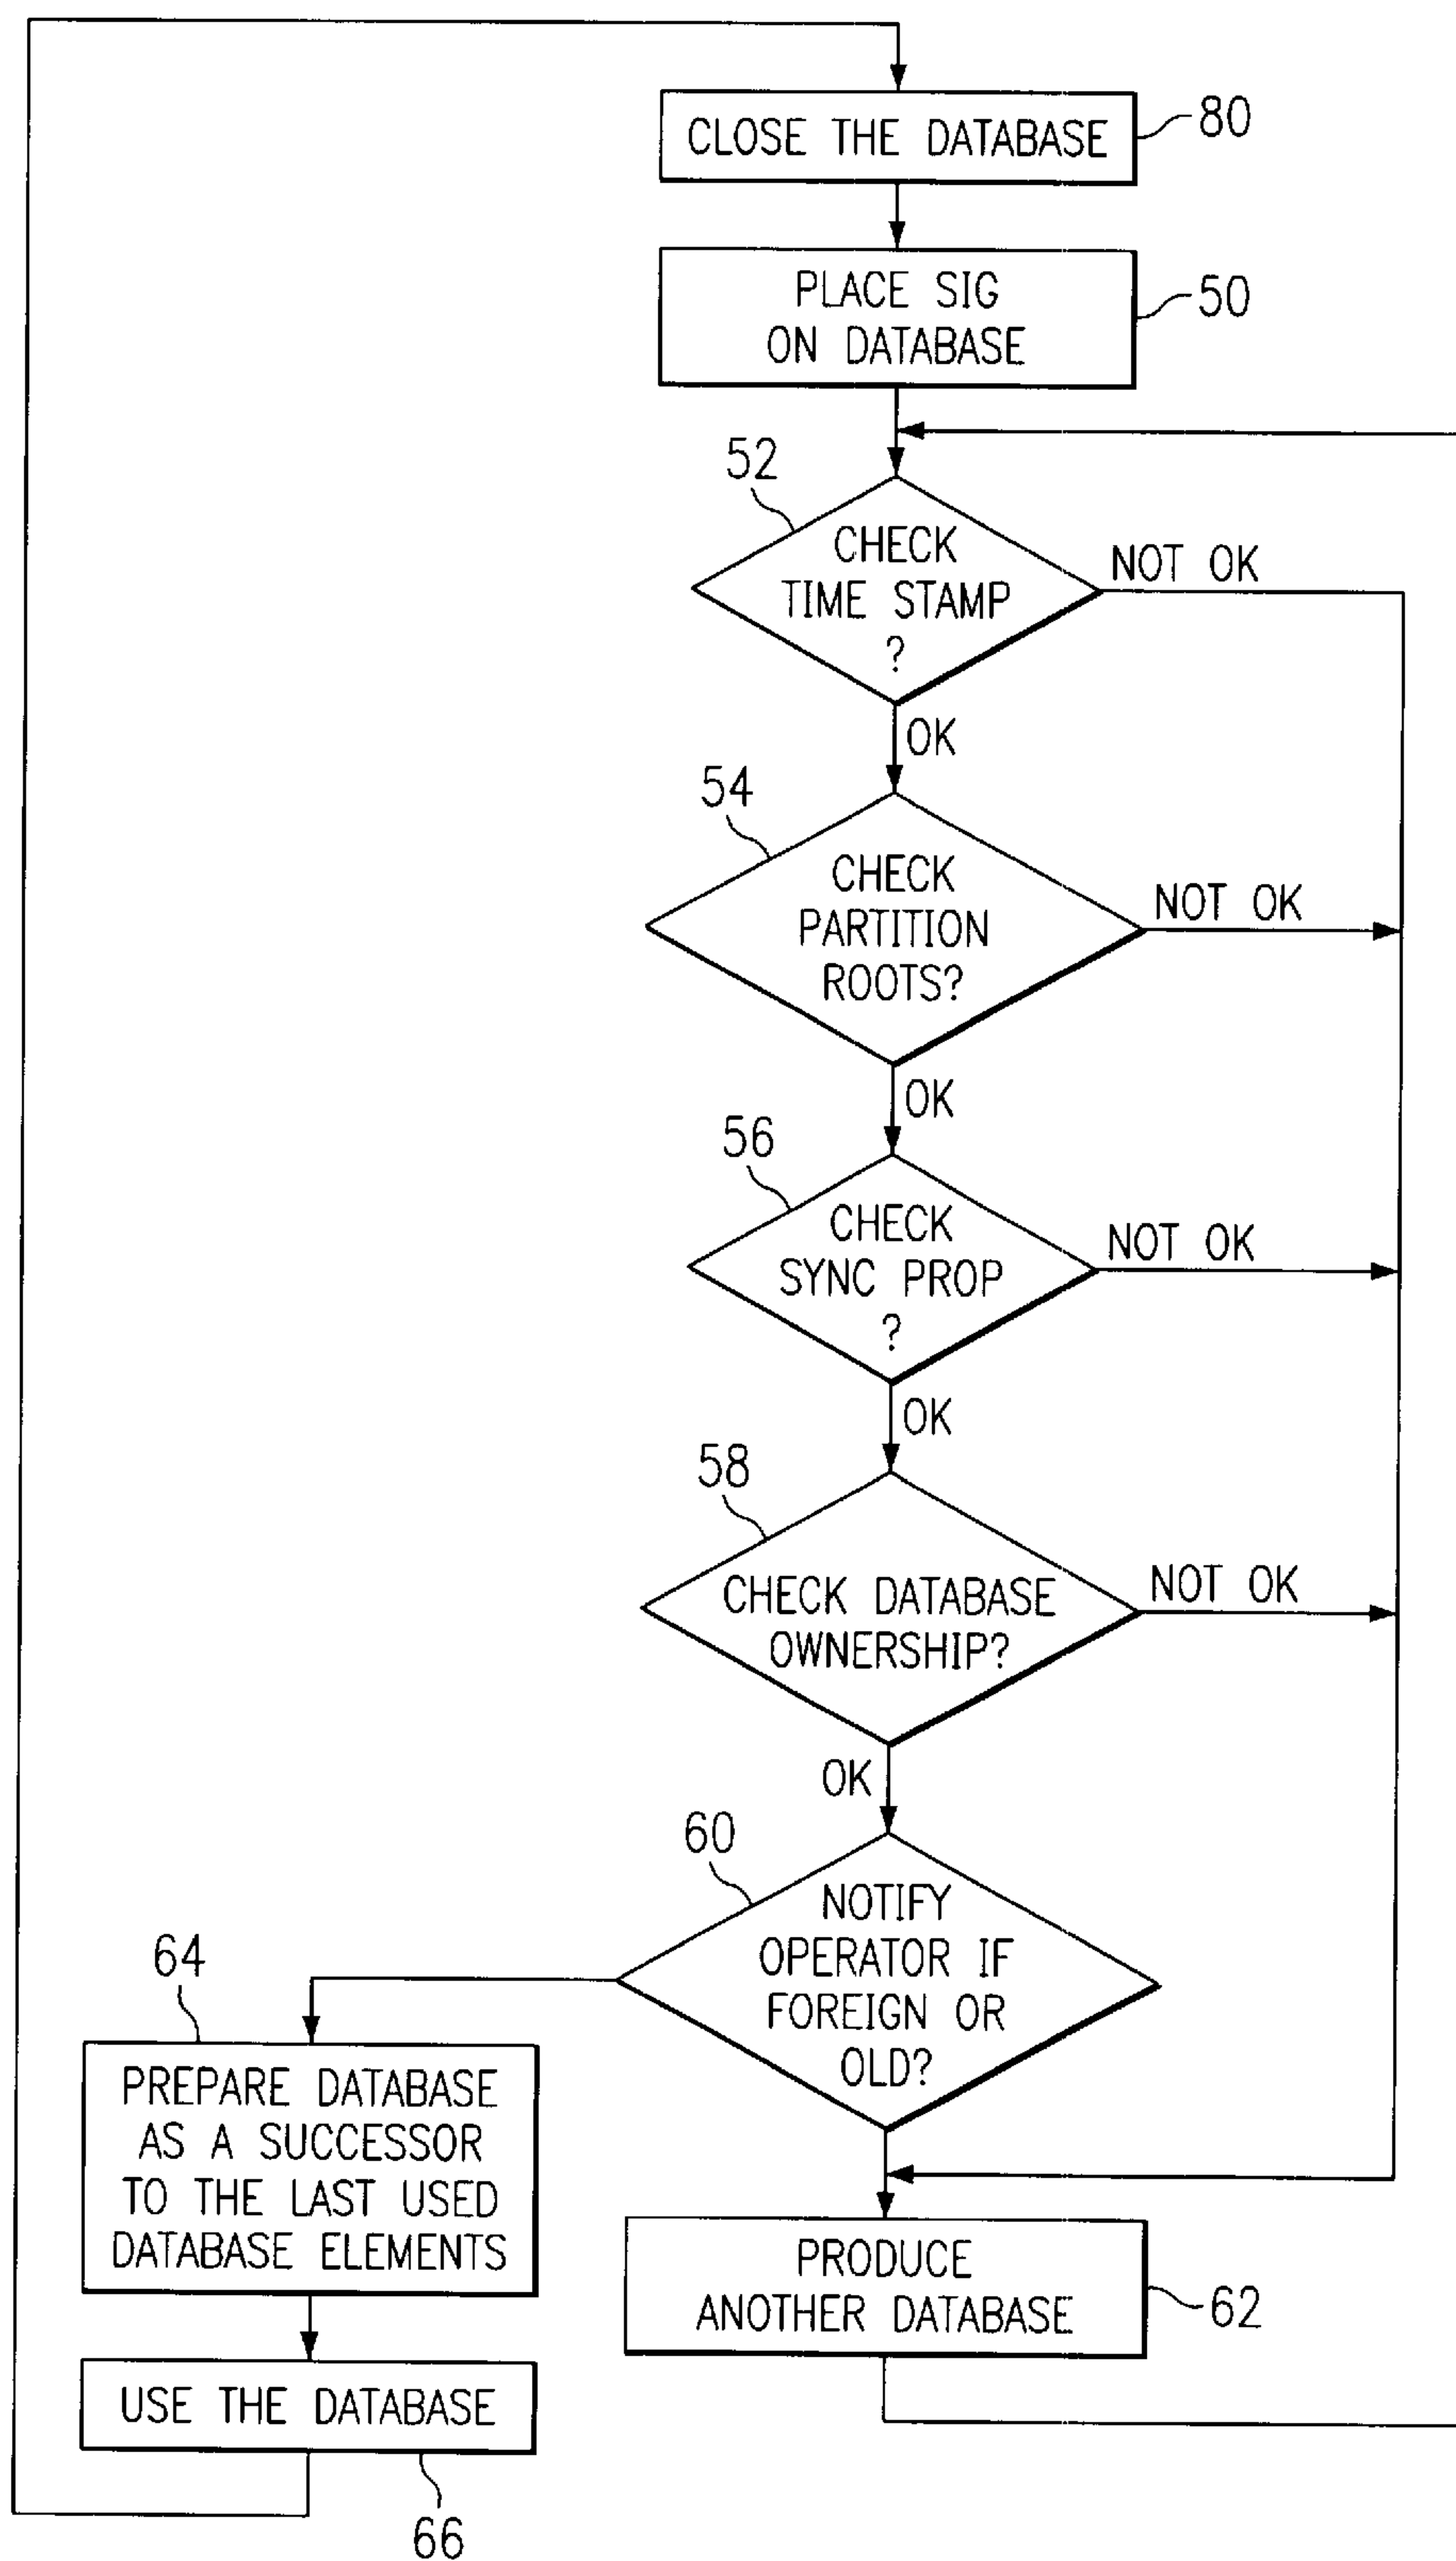 CLOSE THE DATABASE
80
PLACE SIG
ON DATABASE
50
52
CHECK
TIME STAMP
?
NOT OK
OK
54
CHECK
PARTITION
ROOTS?
NOT OK
OK
56
CHECK
SYNC PROP
?
NOT OK
OK
58
CHECK DATABASE
OWNERSHIP?
NOT OK
OK
60
NOTIFY
OPERATOR IF
FOREIGN OR
OLD?
64
PREPARE DATABASE
AS A SUCCESSOR
TO THE LAST USED
DATABASE ELEMENTS
PRODUCE
ANOTHER DATABASE
62
USE THE DATABASE
66